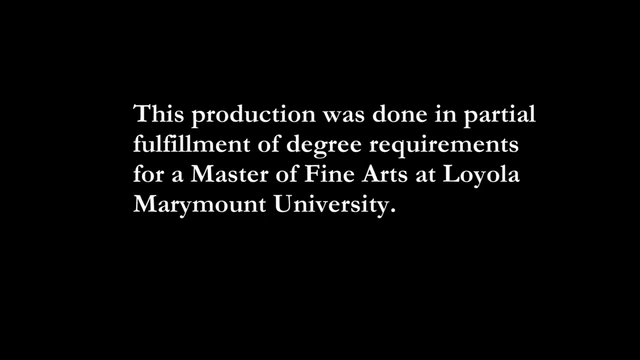 This production was done in partial
fulfillment of degree requirements
for a Master of Fine Arts at Loyola
Marymount University.